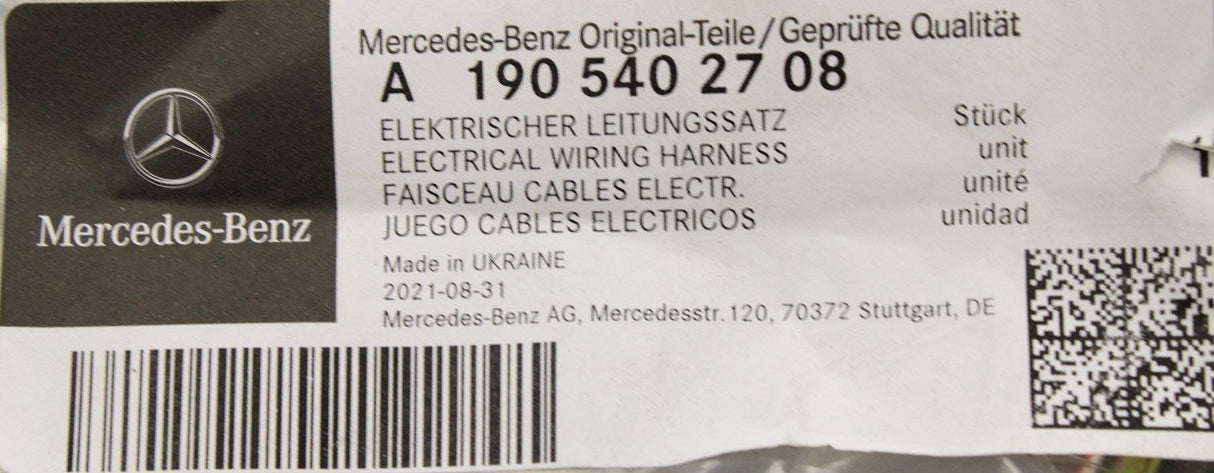 Mercedes-Benz
Mercedes-Benz Original-Teile/Geprüfte Qualität
A 190 540 27 08
ELEKTRISCHER LEITUNGSSATZ Stück
ELECTRICAL WIRING HARNESS unit 1
FAISCEAU CABLES ELECTR. unité
JUEGO CABLES ELECTRICOS unidad
Made in UKRAINE
2021-08-31
Mercedes-Benz AG, Mercedesstr. 120, 70372 Stuttgart, DE